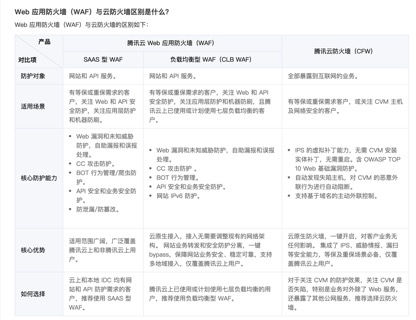 Web 应用防火墙（WAF）与云防火墙区别是什么？
Web 应用防火墙（WAF）与云防火墙的区别如下：
产品
对比项
腾讯云 Web 应用防火墙（WAF）
SAAS 型 WAF
负载均衡型 WAF（CLB WAF）
腾讯云防火墙（CFW）
防护对象
网站和 API 服务。
网站和 API 服务。
全部暴露到互联网的业务。
适用场景
有等保或重保需求的客
户，关注 Web 和 API 安
全防护，关注应用层防护
和机器防刷。
有等保或重保需求的客户，关注 Web 和 API
安全防护，关注应用层防护和机器防刷，且腾
讯云上已使用或计划使用七层负载均衡的客
户。
有等保或重保需求的客户，或关注 CVM 主机
及网络安全的客户。
核心防护能力
Web 漏洞和未知威胁
防护，自助漏报和误报
处理。
CC 攻击防护。
BOT 行为管理/爬虫防
护。
API 安全和业务安全防
护。
防泄漏/防篡改。
Web 漏洞和未知威胁防护，自助漏报和误报
处理。
CC 攻击防护 。
BOT 行为管理。
API 安全和业务安全防护。
网站 IPv6 防护。
IPS 的虚拟补丁能力，无需 CVM 安装
实体补丁，无需重启。含 OWASP TOP
10 Web 基础漏洞防护。
自动发现失陷主机，对 CVM 的恶意外
联行为进行自动阻断。
支持基于域名的主动外联控制。
核心优势
适用范围广阔，广泛覆盖
腾讯云上和非腾讯云上用
户。
云原生接入，接入无需要调整现有的网络架
构。 网站业务转发和安全防护分离，一键
bypass，保障网站业务安全、稳定可靠。支持
多地域接入，仅覆盖腾讯云上用户。
云原生防火墙，一键开启，对客户业务无
任何影响。 集成了 IPS、威胁情报、漏扫
等安全能力，等保及重保场景必备，仅覆
盖腾讯云上用户。
如何选择
云上和本地 IDC 均有网
站和 API 防护需求的客
户，推荐使用 SAAS 型
WAF。
腾讯云上已使用或计划使用七层负载均衡的用
户，推荐使用负载均衡型 WAF。
对于关注 CVM 的防护效果，关注 CVM 是
否失陷，特别是业务对外除了 Web 服务，
还暴露了其他公网服务，推荐选择云防火
墙。